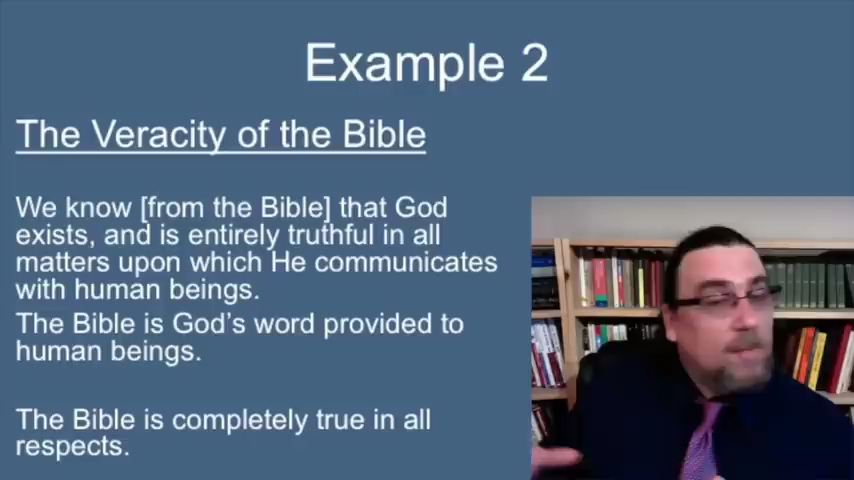 Example 2
The Veracity of the Bible
We know [from the Bible] that God
exists, and is entirely truthful in all
matters upon which He communicates
with human beings.
The Bible is God's word provided to
human beings.
The Bible is completely true in all
respects.